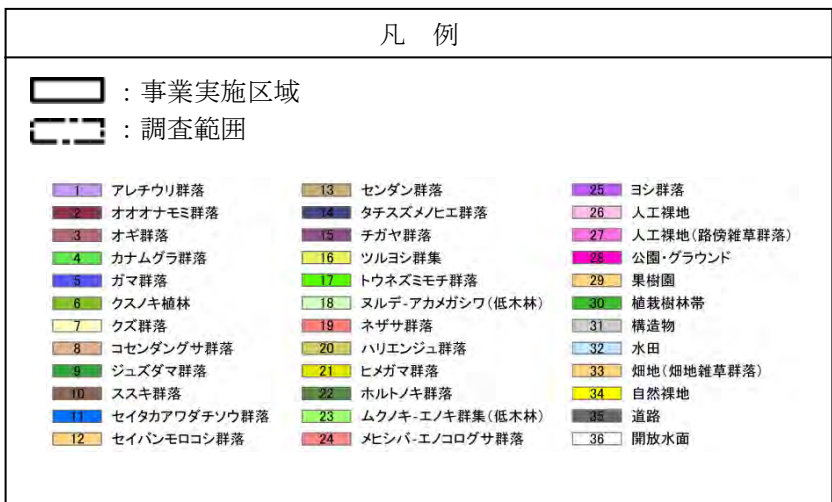 凡 例
：事業実施区域
：調査範囲
1 アレチウリ群落
2 オオオナモミ群落
3 オギ群落
4 カナムグラ群落
5 ガマ群落
6 クスノキ植林
7 クズ群落
8 コセンダングサ群落
9 ジュズダマ群落
10 ススキ群落
11 セイタカアワダチソウ群落
12 セイバンモロコシ群落
13 センダン群落
14 タチスズメノヒエ群落
15 チガヤ群落
16 ツルヨシ群集
17 トウネズミモチ群落
18 ヌルデ-アカメガシワ(低木林)
19 ネザサ群落
20 ハリエンジュ群落
21 ヒメガマ群落
22 ホルトノキ群落
23 ムクノキ-エノキ群集(低木林)
24 メヒシバ-エノコログサ群落
25 ヨシ群落
26 人工裸地
27 人工裸地(路傍雑草群落)
28 公園・グラウンド
29 果樹園
30 植栽樹林帯
31 構造物
32 水田
33 畑地(畑地雑草群落)
34 自然裸地
35 道路
36 開放水面